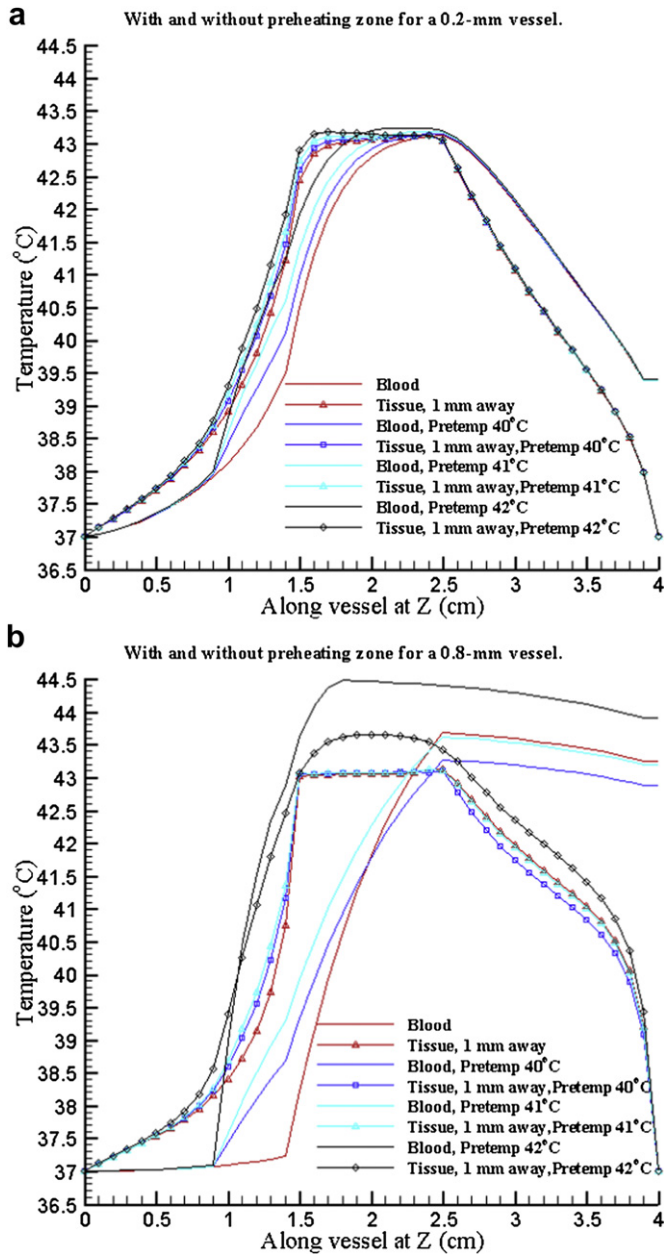 a
With and without preheating zone for a 0.2-mm vessel.
44.5
44
43.5
43
42.5
42
41.5
41
40.5
40
39.5
39
38.5
38
37.5
37
36.5
Temperature (°C)
Blood
Tissue, 1 mm away
Blood, Pretemp 40°C
Tissue, 1 mm away,Pretemp 40°C
Blood, Pretemp 41°C
Tissue, 1 mm away,Pretemp 41°C
Blood, Pretemp 42°C
Tissue, 1 mm away,Pretemp 42°C
0 0.5 1 1.5 2 2.5 3 3.5 4
Along vessel at Z (cm)
b
With and without preheating zone for a 0.8-mm vessel.
44.5
44
43.5
43
42.5
42
41.5
41
40.5
40
39.5
39
38.5
38
37.5
37
36.5
Temperature (°C)
Blood
Tissue, 1 mm away
Blood, Pretemp 40°C
Tissue, 1 mm away,Pretemp 40°C
Blood, Pretemp 41°C
Tissue, 1 mm away,Pretemp 41°C
Blood, Pretemp 42°C
Tissue, 1 mm away,Pretemp 42°C
0 0.5 1 1.5 2 2.5 3 3.5 4
Along vessel at Z (cm)